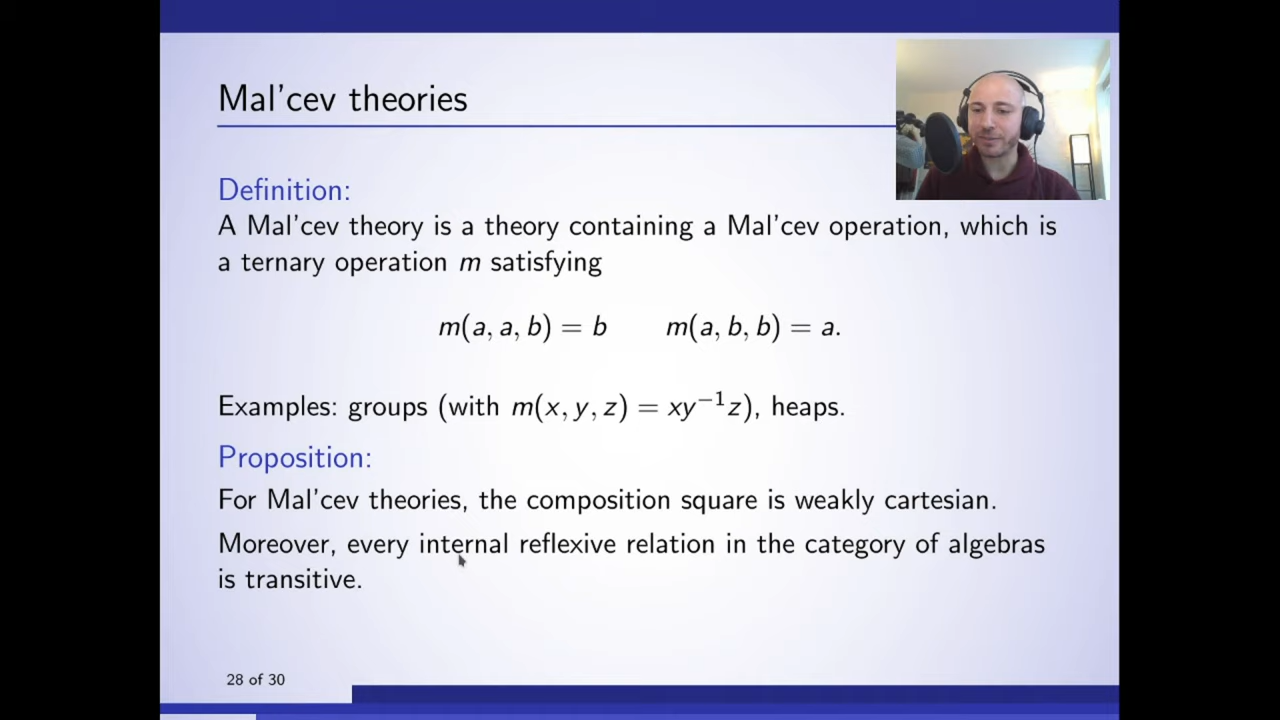 Mal'cev theories
Definition:
A Mal'cev theory is a theory containing a Mal'cev operation, which is
a ternary operation m satisfying
m(a, a, b) = b m(a, b, b) = a.
Examples: groups (with m(x, y, z) = xy⁻¹z), heaps.
Proposition:
For Mal'cev theories, the composition square is weakly cartesian.
Moreover, every internal reflexive relation in the category of algebras
is transitive.
28 of 30